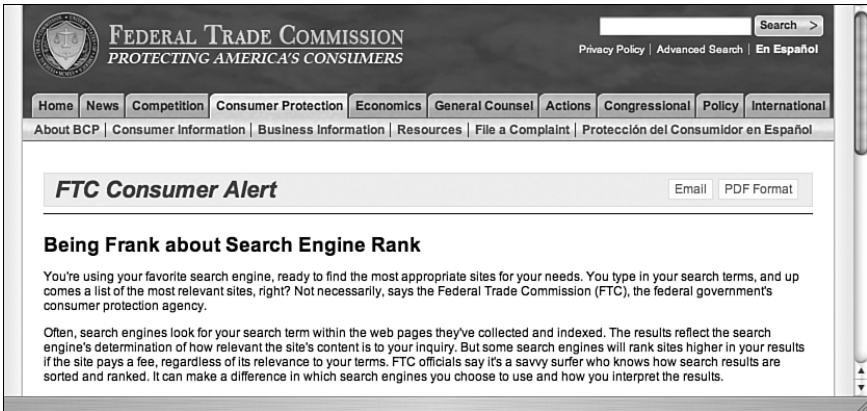 FEDERAL TRADE COMMISSION
PROTECTING AMERICA'S CONSUMERS
Search >
Privacy Policy | Advanced Search | En Español
Home News Competition Consumer Protection Economics General Counsel Actions Congressional Policy International
About BCP | Consumer Information | Business Information | Resources | File a Complaint | Protección del Consumidor en Español
FTC Consumer Alert
Email PDF Format
Being Frank about Search Engine Rank
You're using your favorite search engine, ready to find the most appropriate sites for your needs. You type in your search terms, and up
comes a list of the most relevant sites, right? Not necessarily, says the Federal Trade Commission (FTC), the federal government's
consumer protection agency.
Often, search engines look for your search term within the web pages they've collected and indexed. The results reflect the search
engine's determination of how relevant the site's content is to your inquiry. But some search engines will rank sites higher in your results
if the site pays a fee, regardless of its relevance to your terms. FTC officials say it's a savvy surfer who knows how search results are
sorted and ranked. It can make a difference in which search engines you choose to use and how you interpret the results.